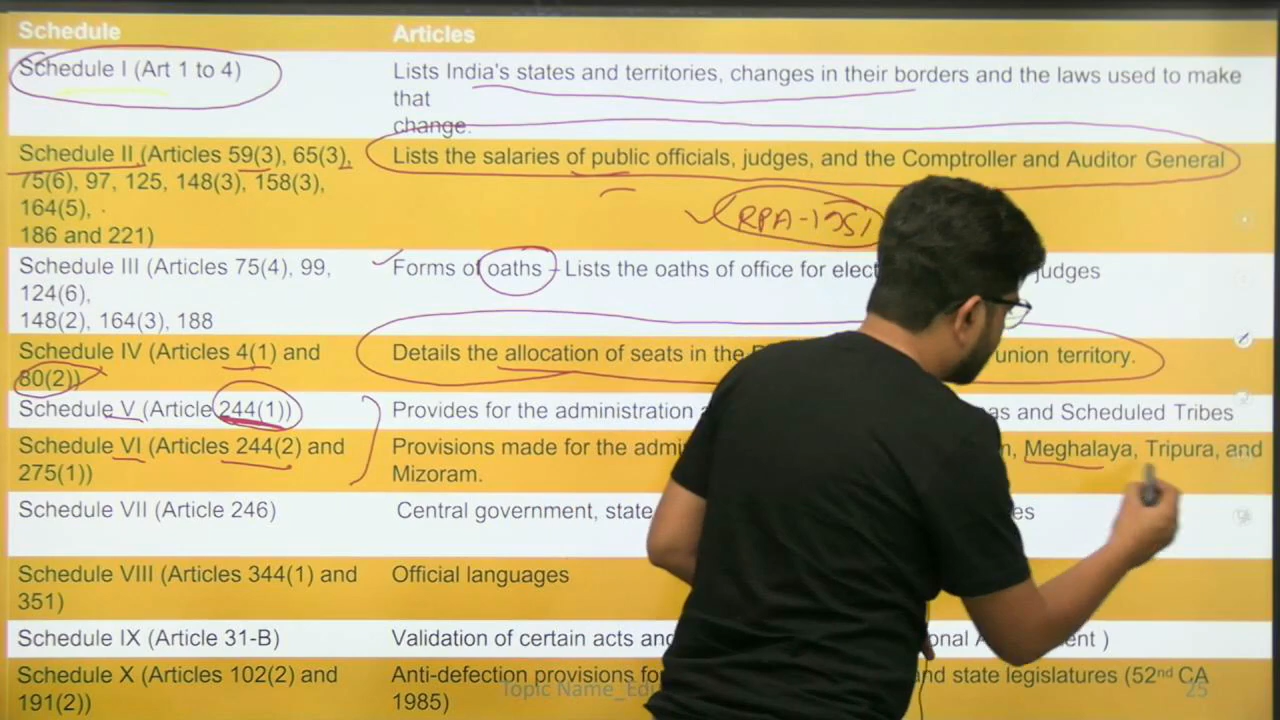 Schedule Articles
Schedule I (Art 1 to 4) Lists India's states and territories, changes in their borders and the laws used to make
that
change.
Schedule II (Articles 59(3), 65(3), Lists the salaries of public officials, judges, and the Comptroller and Auditor General
75(6), 97, 125, 148(3), 158(3),
164(5),
RPA-1951
186 and 221)
Schedule III (Articles 75(4), 99, Forms of oaths – Lists the oaths of office for elect judges
124(6),
148(2), 164(3), 188
Schedule IV (Articles 4(1) and Details the allocation of seats in the union territory.
80(2))
Schedule V (Article 244(1)) Provides for the administration as and Scheduled Tribes
Schedule VI (Articles 244(2) and Provisions made for the admi Meghalaya, Tripura, and
275(1)) Mizoram.
Schedule VII (Article 246) Central government, state es
Schedule VIII (Articles 344(1) and Official languages
351)
Schedule IX (Article 31-B) Validation of certain acts and onal A ent )
Schedule X (Articles 102(2) and Anti-defection provisions fo nd state legislatures (52nd CA
191(2)) 1985)
Topic Name_Ed 25